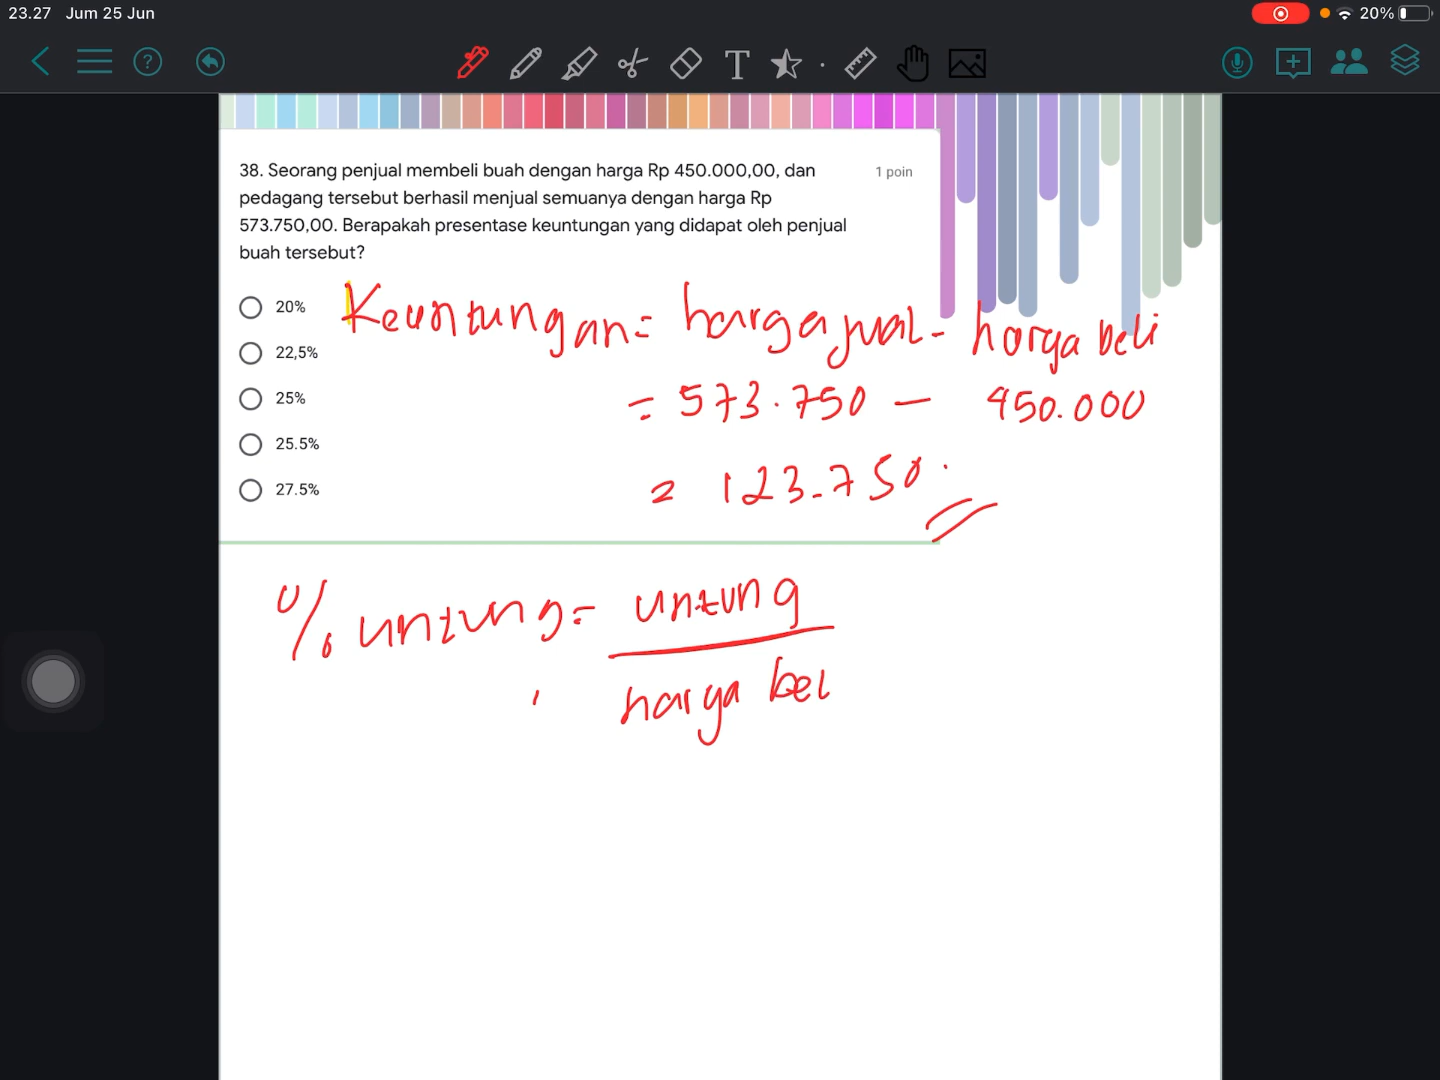 23.27 Jum 25 Jun
20%
38. Seorang penjual membeli buah dengan harga Rp 450.000,00, dan
1 poin
pedagang tersebut berhasil menjual semuanya dengan harga Rp
573.750,00. Berapakah presentase keuntungan yang didapat oleh penjual
buah tersebut?
20%
22,5%
25%
25.5%
27.5%
Keuntungan = harga jual - harga beli
= 573.750 - 450.000
= 123.750.
% untung = untung
harga bel